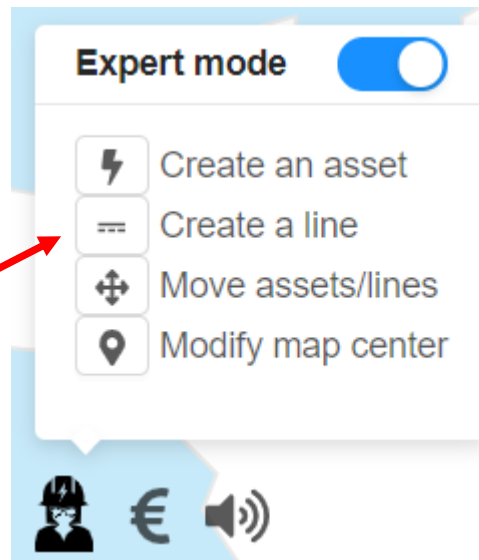 Expert mode
Create an asset
Create a line
Move assets/lines
Modify map center
€